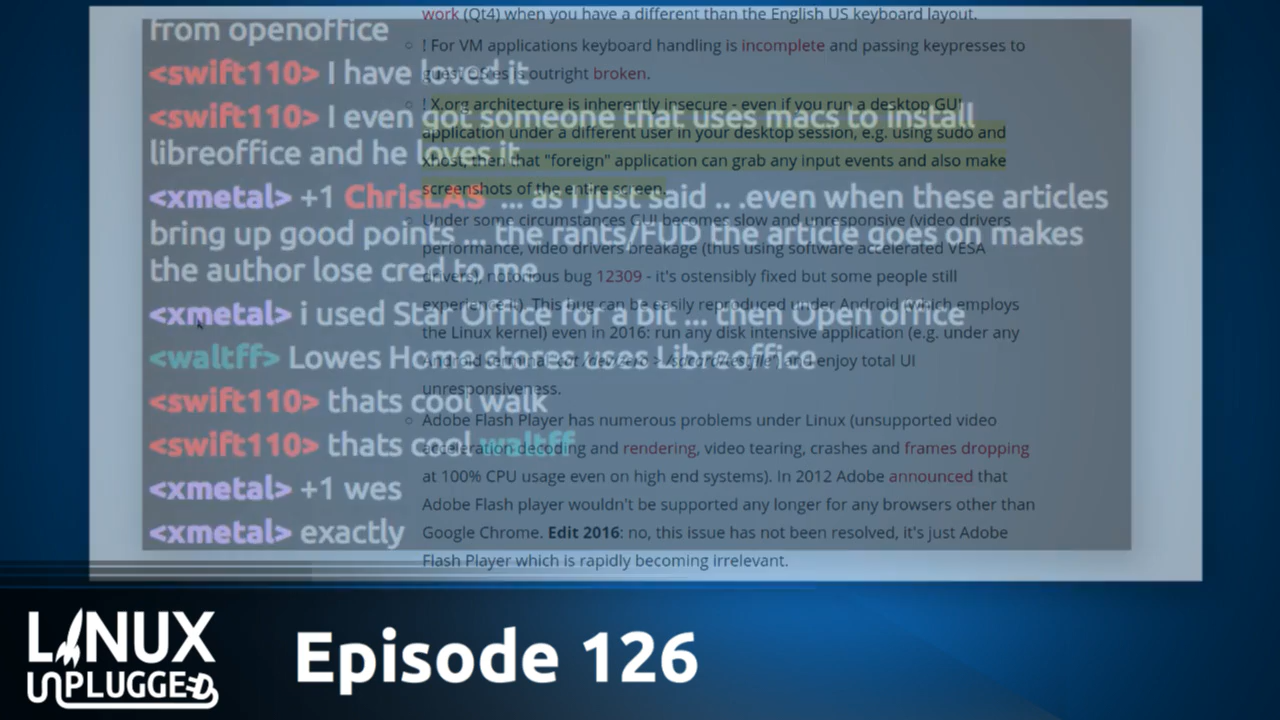 from openoffice
<swift110> I have loved it
<swift110> I even got someone that uses macs to install
libreoffice and he loves it
<xmetal> +1 ChrisLAS ... as I just said .. .even when these articles
bring up good points ... the rants/FUD the article goes on makes
the author lose cred to me
<xmetal> i used Star Office for a bit ... then Open office
<waltff> Lowes Home stores uses Libreoffice
<swift110> thats cool walk
<swift110> thats cool waltff
<xmetal> +1 wes
<xmetal> exactly
work (Qt4) when you have a different than the English US keyboard layout.
! For VM applications keyboard handling is incomplete and passing keypresses to
guest OS'es is outright broken.
! X.org architecture is inherently insecure - even if you run a desktop GUI
application under a different user in your desktop session, e.g. using sudo and
xhost, then that "foreign" application can grab any input events and also make
screenshots of the entire screen.
Under some circumstances GUI becomes slow and unresponsive (video drivers
performance, video drivers breakage (thus using software accelerated VESA
drivers), notorious bug 12309 - it's ostensibly fixed but some people still
experience it). This bug can be easily reproduced under Android (which employs
the Linux kernel) even in 2016: run any disk intensive application (e.g. under any
Android terminal and enjoy total UI
unresponsiveness.
Adobe Flash Player has numerous problems under Linux (unsupported video
acceleration decoding and rendering, video tearing, crashes and frames dropping
at 100% CPU usage even on high end systems). In 2012 Adobe announced that
Adobe Flash player wouldn't be supported any longer for any browsers other than
Google Chrome. Edit 2016: no, this issue has not been resolved, it's just Adobe
Flash Player which is rapidly becoming irrelevant.
LINUX
UNPLUGGED
Episode 126